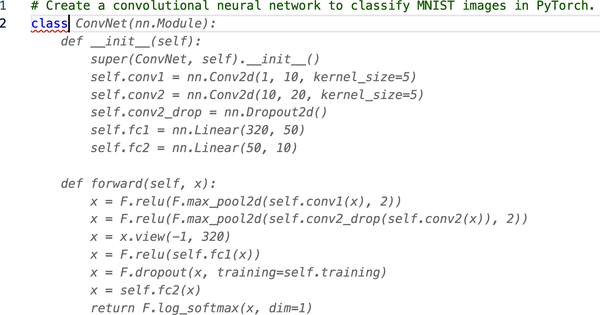 1 # Create a convolutional neural network to classify MNIST images in PyTorch.
2 class ConvNet(nn.Module):
def __init__(self):
super(ConvNet, self).__init__()
self.conv1 = nn.Conv2d(1, 10, kernel_size=5)
self.conv2 = nn.Conv2d(10, 20, kernel_size=5)
self.conv2_drop = nn.Dropout2d()
self.fc1 = nn.Linear(320, 50)
self.fc2 = nn.Linear(50, 10)
def forward(self, x):
x = F.relu(F.max_pool2d(self.conv1(x), 2))
x = F.relu(F.max_pool2d(self.conv2_drop(self.conv2(x)), 2))
x = x.view(-1, 320)
x = F.relu(self.fc1(x))
x = F.dropout(x, training=self.training)
x = self.fc2(x)
return F.log_softmax(x, dim=1)